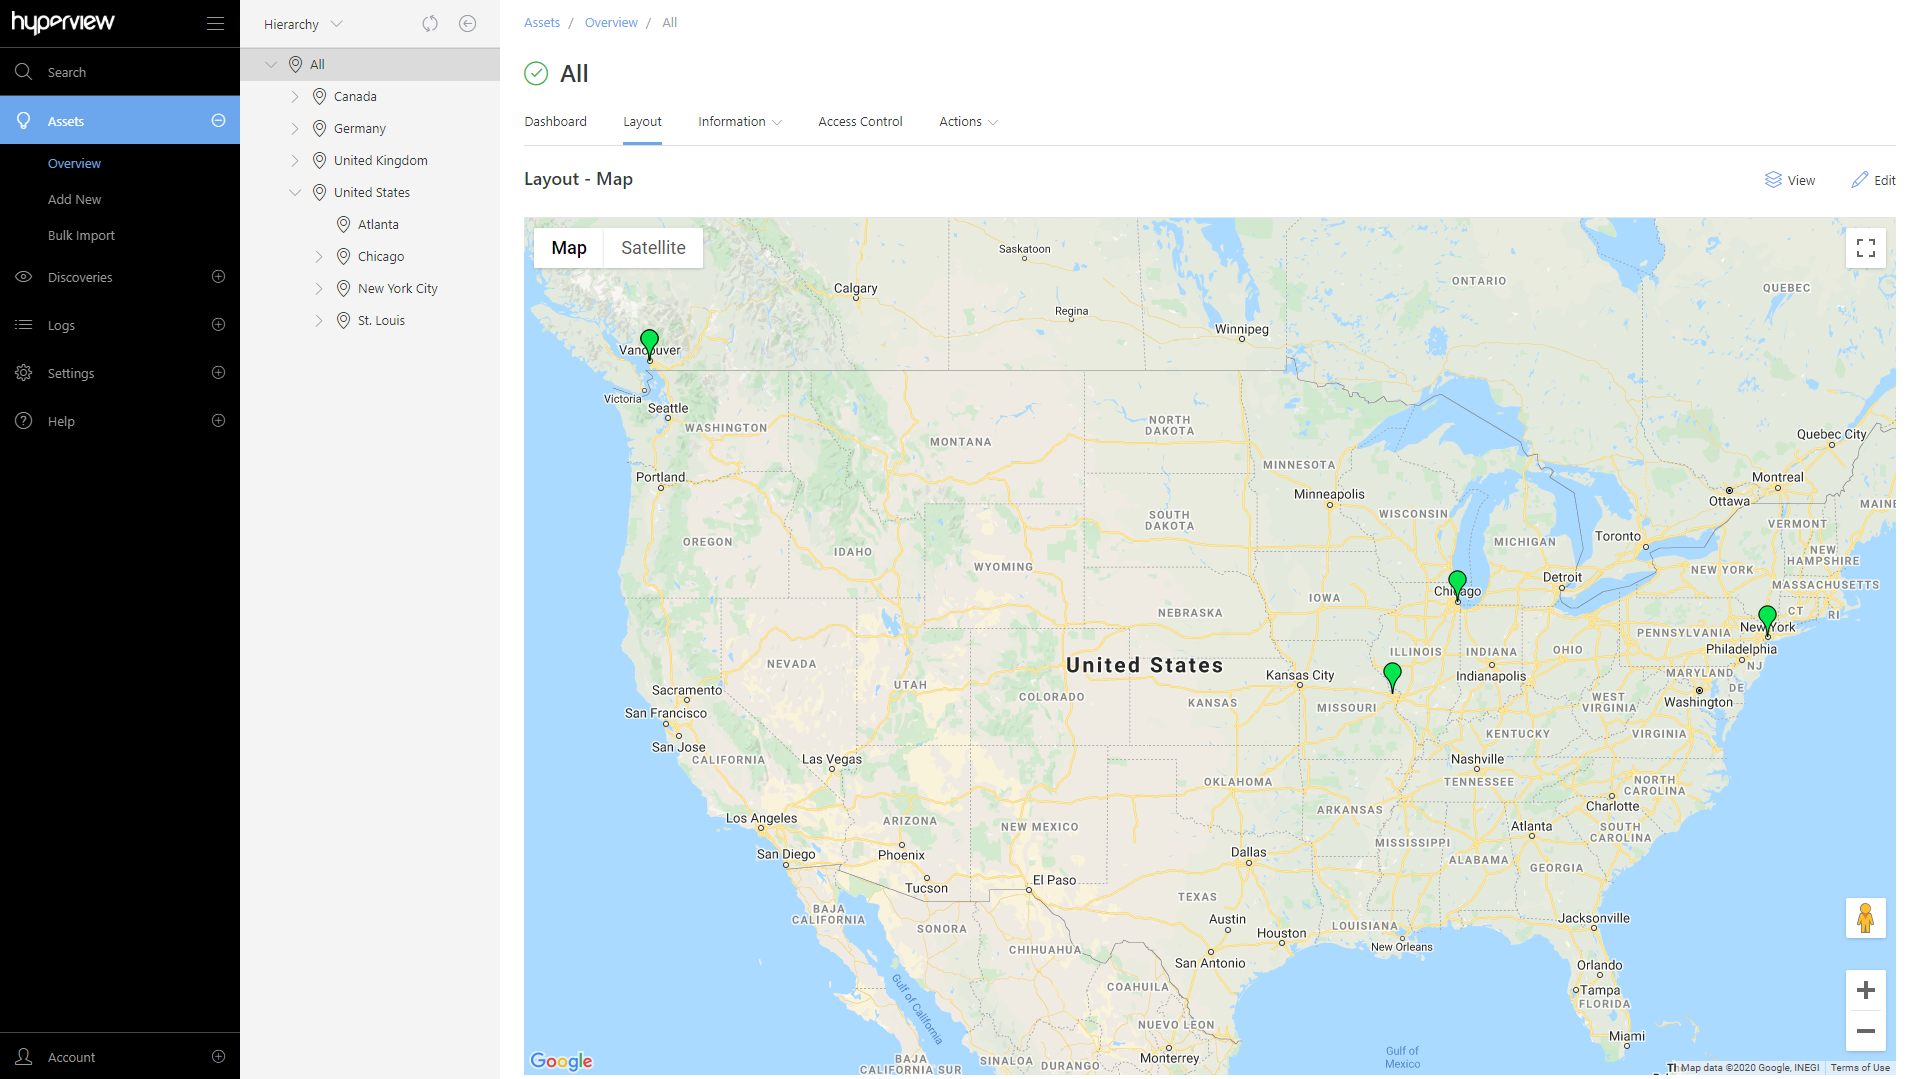 hyperview
Search
Assets
Overview
Add New
Bulk Import
Discoveries
Logs
Settings
Help
Account
Hierarchy
All
Canada
Germany
United Kingdom
United States
Atlanta
Chicago
New York City
St. Louis
Assets / Overview / All
All
Dashboard Layout Information Access Control Actions
Layout - Map
View Edit
Map Satellite
Saskatoon
ONTARIO
Calgary
QUEBEC
Regina
Winnipeg
Vancouver
Victoria
Seattle
WASHINGTON
NORTH
DAKOTA
MONTANA
Quebec City
MINNESOTA
Portland
Montreal
Minneapolis
Ottawa
MAINE
SOUTH
DAKOTA
WISCONSIN
VERMONT
Toronto
OREGON
MICHIGAN
IDAHO
NEW
HAMPSHIRE
WYOMING
NEW YORK
Detroit
MASSACHUSETTS
Chicago
IOWA
NEBRASKA
CT
RI
New York
PENNSYLVANIA
Philadelphia
ILLINOIS
INDIANA
OHIO
NEVADA
United States
NJ
Kansas City
Indianapolis
MARYLAND
UTAH
DE
Sacramento
COLORADO
KANSAS
MISSOURI
WEST
VIRGINIA
Washington
San Francisco
KENTUCKY
VIRGINIA
San Jose
CALIFORNIA
Las Vegas
Nashville
OKLAHOMA
TENNESSEE
NORTH
CAROLINA
Charlotte
ARKANSAS
Los Angeles
ARIZONA
NEW MEXICO
Atlanta
SOUTH
CAROLINA
MISSISSIPPI
San Diego
Phoenix
Dallas
ALABAMA
GEORGIA
El Paso
Tucson
TEXAS
BAJA
CALIFORNIA
Austin
Jacksonville
SONORA
Houston
LOUISIANA
New Orleans
CHIHUAHUA
San Antonio
Orlando
COAHUILA
Tampa
FLORIDA
Gulf of California
NUEVO LEON
Miami
Google
BAJA
CALIFORNIA SUR
SINALOA
DURANGO
Monterrey
Gulf of
Mexico
Map data ©2020 Google, INEGI Terms of Use